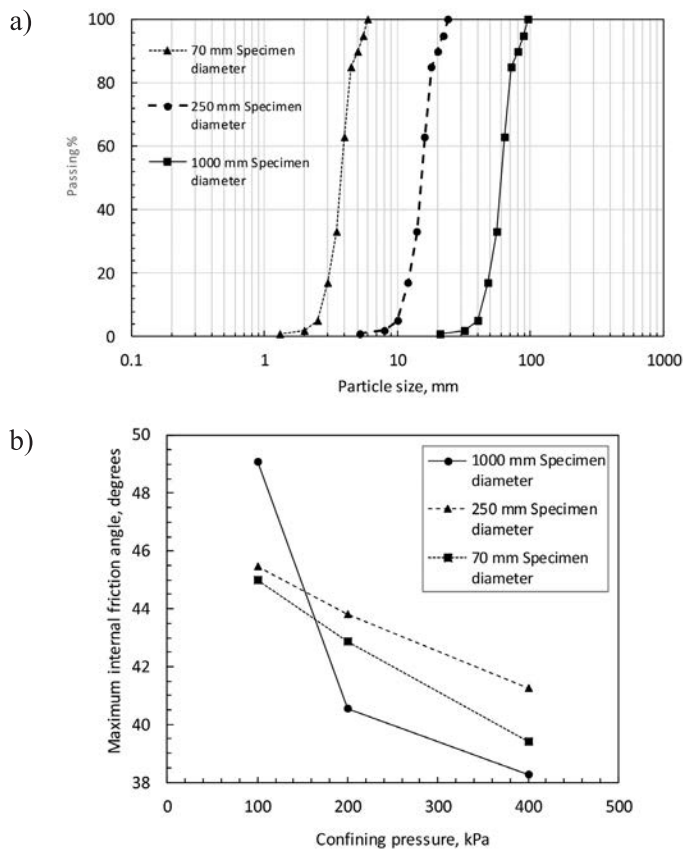 a)
100
80
60
40
20
0
Passing%
70 mm Specimen
diameter
250 mm Specimen
diameter
1000 mm Specimen
diameter
0.1 1 10 100 1000
Particle size, mm
b)
50
48
46
44
42
40
38
Maximum internal friction angle, degrees
1000 mm Specimen
diameter
250 mm Specimen
diameter
70 mm Specimen
diameter
0 100 200 300 400 500
Confining pressure, kPa